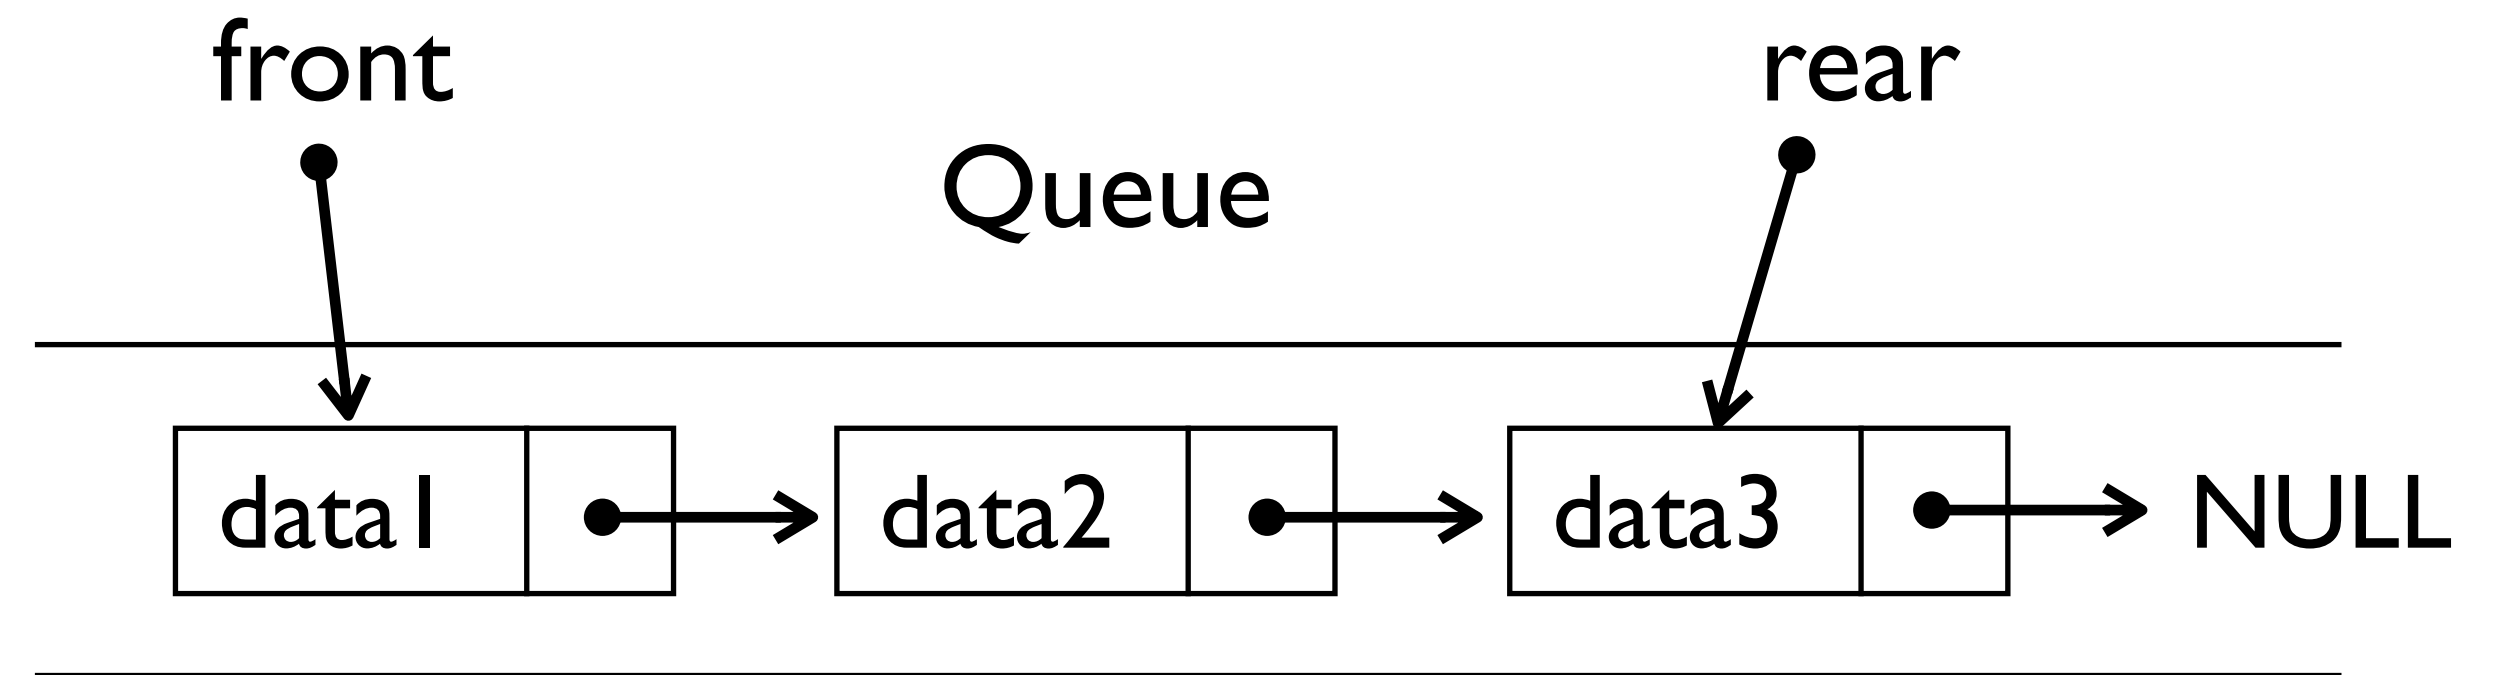 front
rear
Queue
data1
data2
data3
NULL